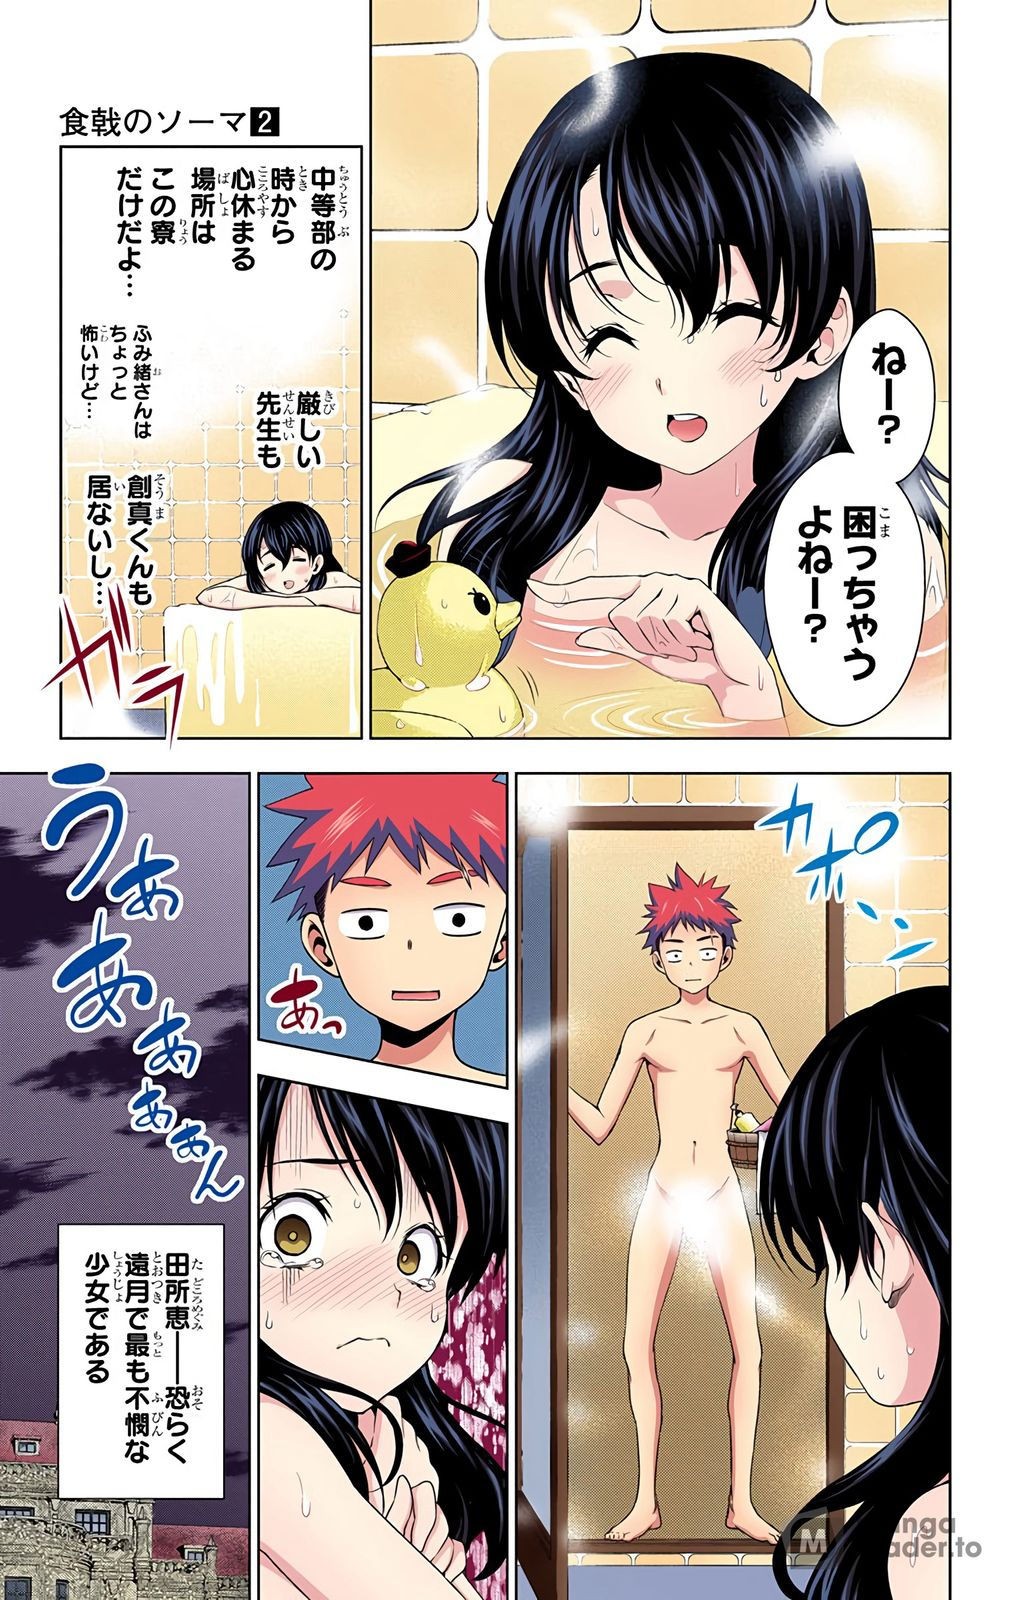 食戟のソーマ2
ねー?
困っちゃう
よねー?
中等部の
時から
心休まる
場所は
この寮
だけだよ…
ふみ緒さんは
ちょっと
怖いけど…
厳しい
先生も
創真くんも
居ないし…
ガラ
カポーン
あっ
うああああああん
田所恵──恐らく
遠月で最も不憫な
少女である